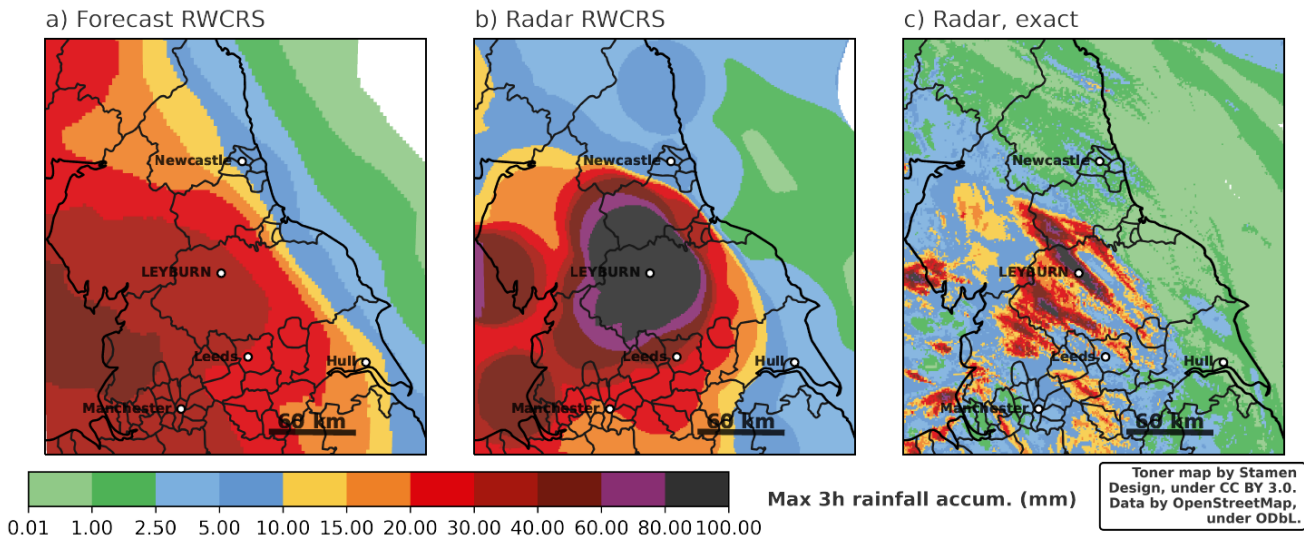 a) Forecast RWCRS
b) Radar RWCRS
c) Radar, exact
Newcastle
LEYBURN
Leeds
Hull
Manchester
60 km
Newcastle
LEYBURN
Leeds
Hull
Manchester
60 km
Newcastle
LEYBURN
Leeds
Hull
Manchester
60 km
0.01 1.00 2.50 5.00 10.00 15.00 20.00 30.00 40.00 60.00 80.00 100.00
Max 3h rainfall accum. (mm)
Toner map by Stamen
Design, under CC BY 3.0.
Data by OpenStreetMap,
under ODbL.